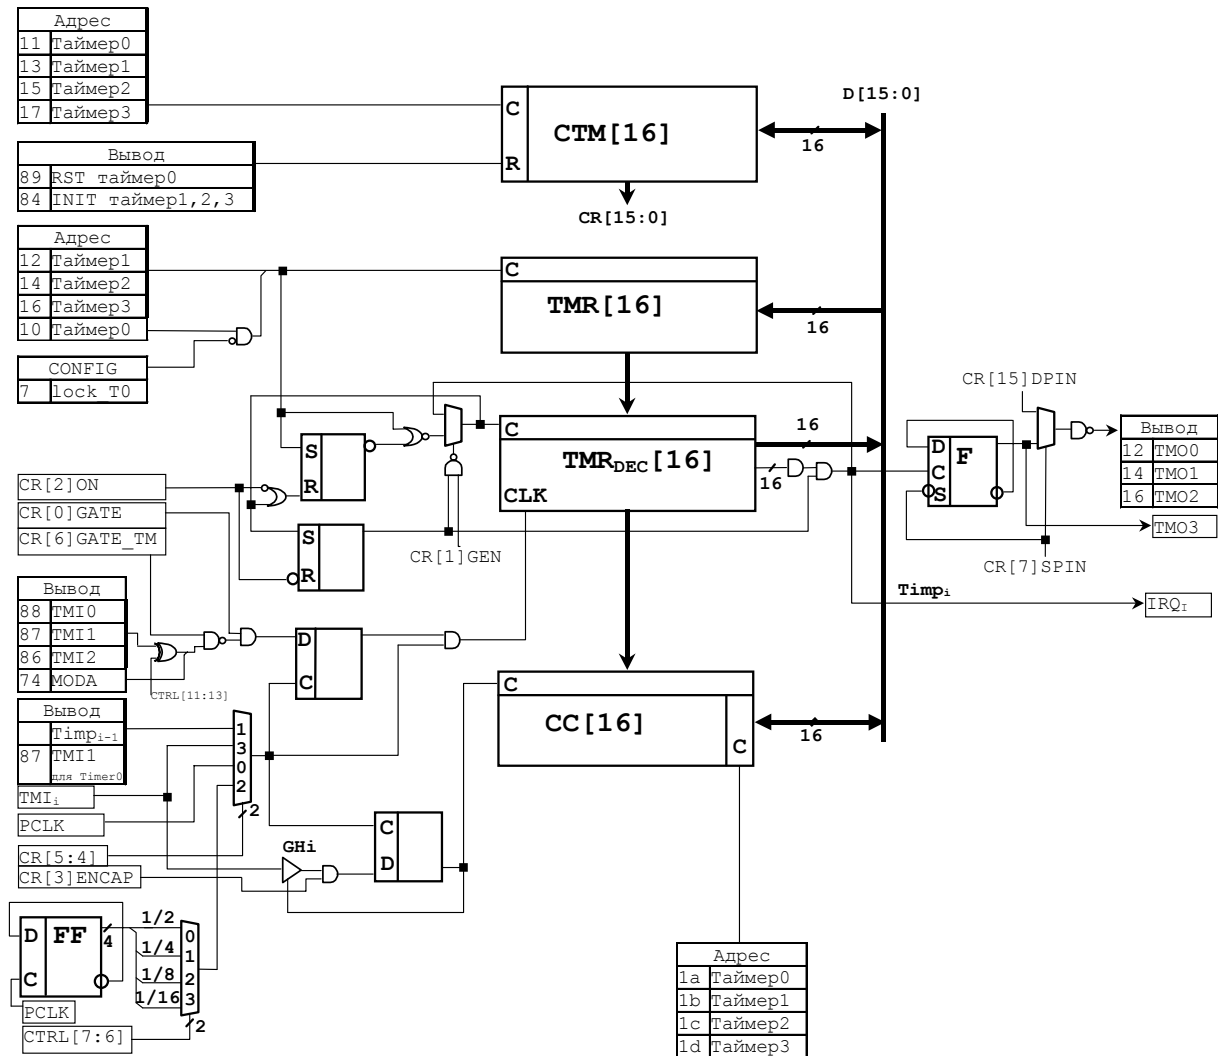 Адрес
11 Таймер0
13 Таймер1
15 Таймер2
17 Таймер3
D[15:0]
C
CTM[16]
R
16
CR[15:0]
Вывод
89 RST таймер0
84 INIT таймер1,2,3
Адрес
12 Таймер1
14 Таймер2
16 Таймер3
10 Таймер0
CONFIG
7 lock_T0
C
TMR[16]
16
CR[15]DPIN
C
TMRDEC[16]
CLK
16
16
S
R
S
R
CR[1]GEN
D F
C
S
Вывод
12 TMO0
14 TMO1
16 TMO2
TMO3
CR[7]SPIN
CR[2]ON
CR[0]GATE
CR[6]GATE_TM
Timpi
IRQI
Вывод
88 TMI0
87 TMI1
86 TMI2
74 MODA
CTRL[11:13]
D
C
C
CC[16]
C
16
Вывод
Timpi-1
87 TMI1
для Timer0
TMIi
PCLK
CR[5:4]
CR[3]ENCAP
1
3
0
2
2
GHi
C
D
D FF
C
4
1/2
1/4
1/8
1/16
0
1
2
3
2
PCLK
CTRL[7:6]
Адрес
1a Таймер0
1b Таймер1
1c Таймер2
1d Таймер3